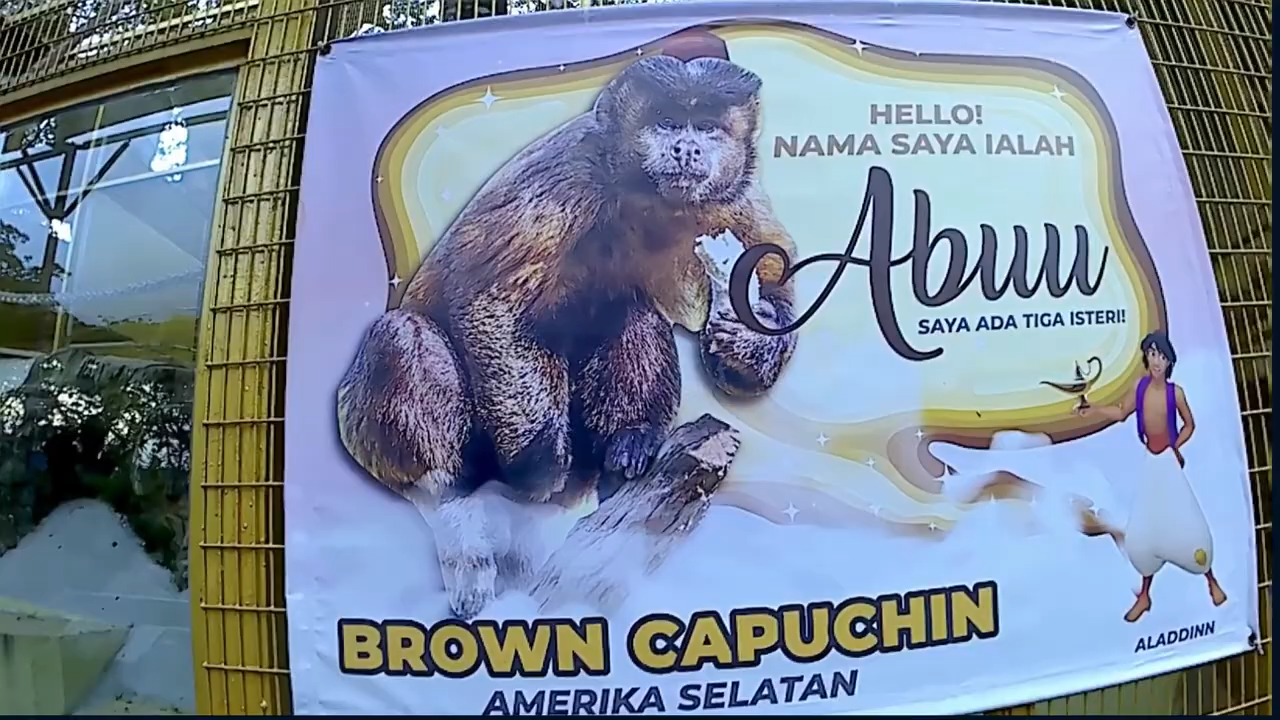 HELLO!
NAMA SAYA IALAH
Abuu
SAYA ADA TIGA ISTERI!
ALADDINN
BROWN CAPUCHIN
AMERIKA SELATAN